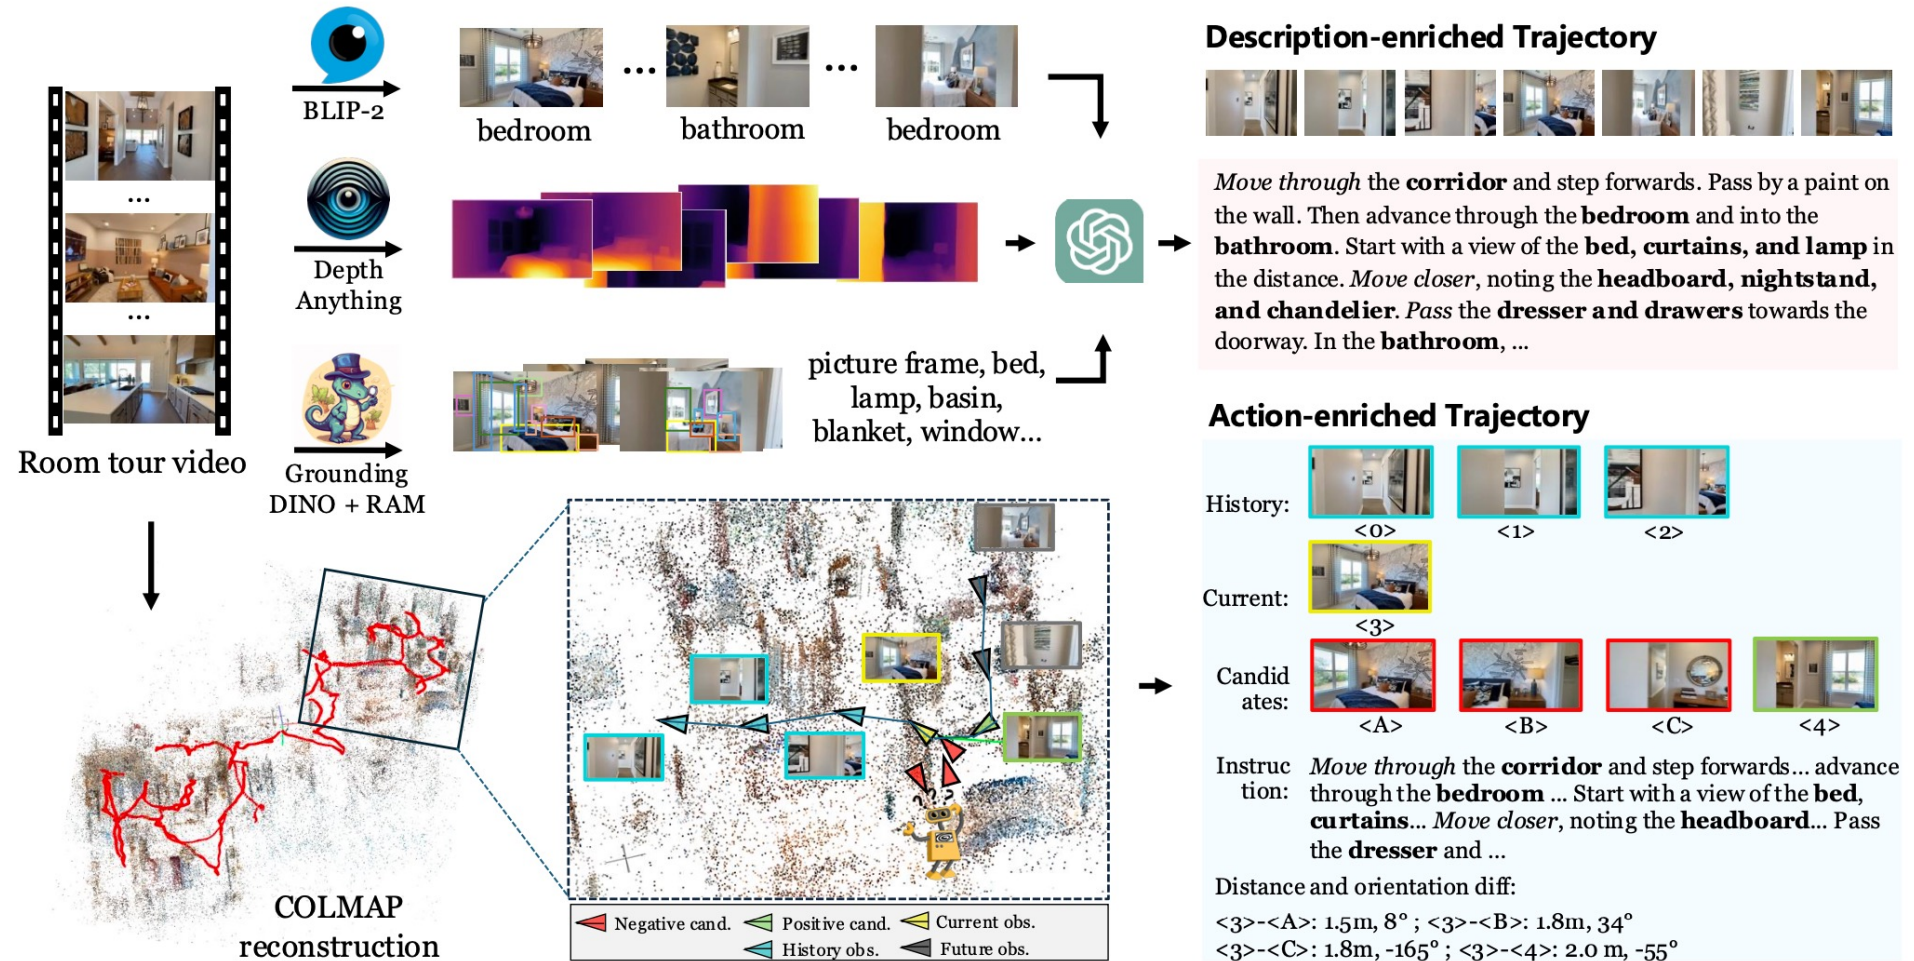 BLIP-2
bedroom
...
bathroom
...
bedroom
...
...
Room tour video
Depth
Anything
Grounding
DINO + RAM
picture frame, bed,
lamp, basin,
blanket, window...
COLMAP
reconstruction
???
Negative cand.
Positive cand.
Current obs.
History obs.
Future obs.
Description-enriched Trajectory
Move through the corridor and step forwards. Pass by a paint on
the wall. Then advance through the bedroom and into the
bathroom. Start with a view of the bed, curtains, and lamp in
the distance. Move closer, noting the headboard, nightstand,
and chandelier. Pass the dresser and drawers towards the
doorway. In the bathroom, ...
Action-enriched Trajectory
History:
<0>
<1>
<2>
Current:
<3>
Candid
ates:
<A>
<B>
<C>
<4>
Instruc
tion:
Move through the corridor and step forwards... advance
through the bedroom ... Start with a view of the bed,
curtains... Move closer, noting the headboard... Pass
the dresser and ...
Distance and orientation diff:
<3>-<A>: 1.5m, 8° ; <3>-<B>: 1.8m, 34°
<3>-<C>: 1.8m, -165° ; <3>-<4>: 2.0 m, -55°